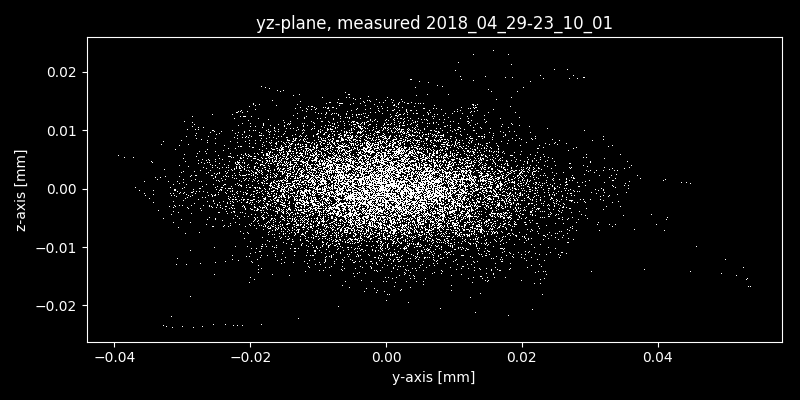 yz-plane, measured 2018_04_29-23_10_01
0.02
0.01
0.00
−0.01
−0.02
z-axis [mm]
−0.04 −0.02 0.00 0.02 0.04
y-axis [mm]